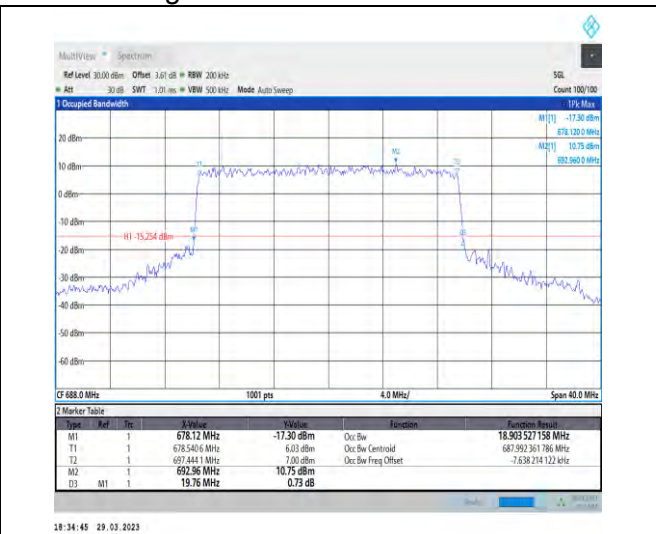 MultiView Spectrum
Ref Level 30.00 dBm Offset 3.61 dB RBW 200 kHz SGL
Att 30 dB SWT 1.01 ms VBW 500 kHz Mode Auto Sweep Count 100/100
1 Occupied Bandwidth 1Pk Max
M1[1] -17.30 dBm
678.120 0 MHz
M2[1] 10.75 dBm
692.960 0 MHz
20 dBm
M2
T1
T2
10 dBm
0 dBm
-10 dBm
M1
H1 -15.254 dBm
D3
-20 dBm
-30 dBm
-40 dBm
-50 dBm
-60 dBm
CF 688.0 MHz 1001 pts 4.0 MHz/ Span 40.0 MHz
2 Marker Table
Type Ref Trc X-Value Y-Value Function Function Result
M1 1 678.12 MHz -17.30 dBm Occ Bw 18.903 527 158 MHz
T1 1 678.540 6 MHz 6.03 dBm Occ Bw Centroid 687.992 361 786 MHz
T2 1 697.444 1 MHz 7.00 dBm Occ Bw Freq Offset -7.638 214 122 kHz
M2 1 692.96 MHz 10.75 dBm
D3 M1 1 19.76 MHz 0.73 dB
18:34:45 29.03.2023